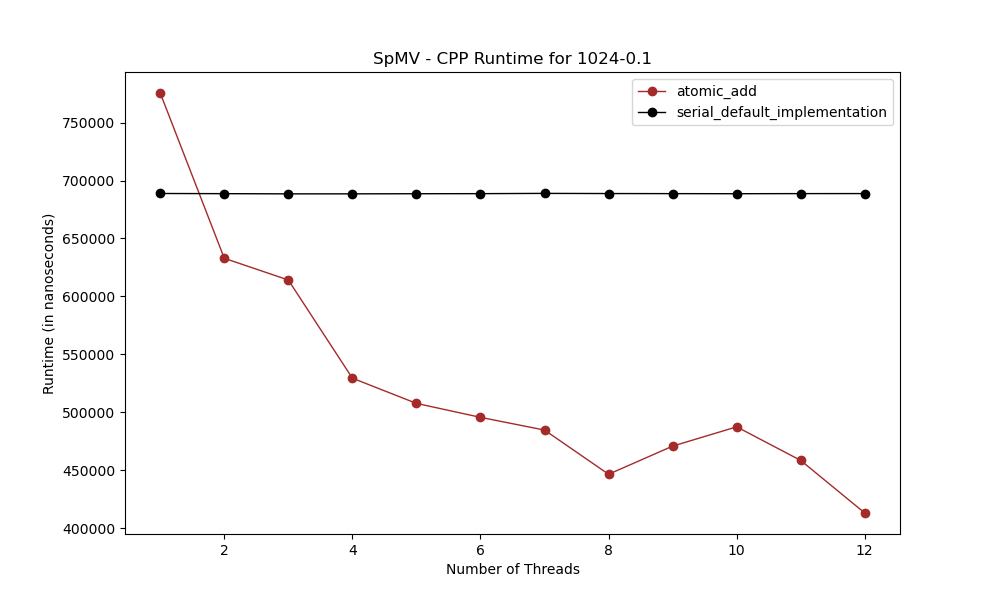 SpMV - CPP Runtime for 1024-0.1
atomic_add
serial_default_implementation
Runtime (in nanoseconds)
750000
700000
650000
600000
550000
500000
450000
400000
2 4 6 8 10 12
Number of Threads